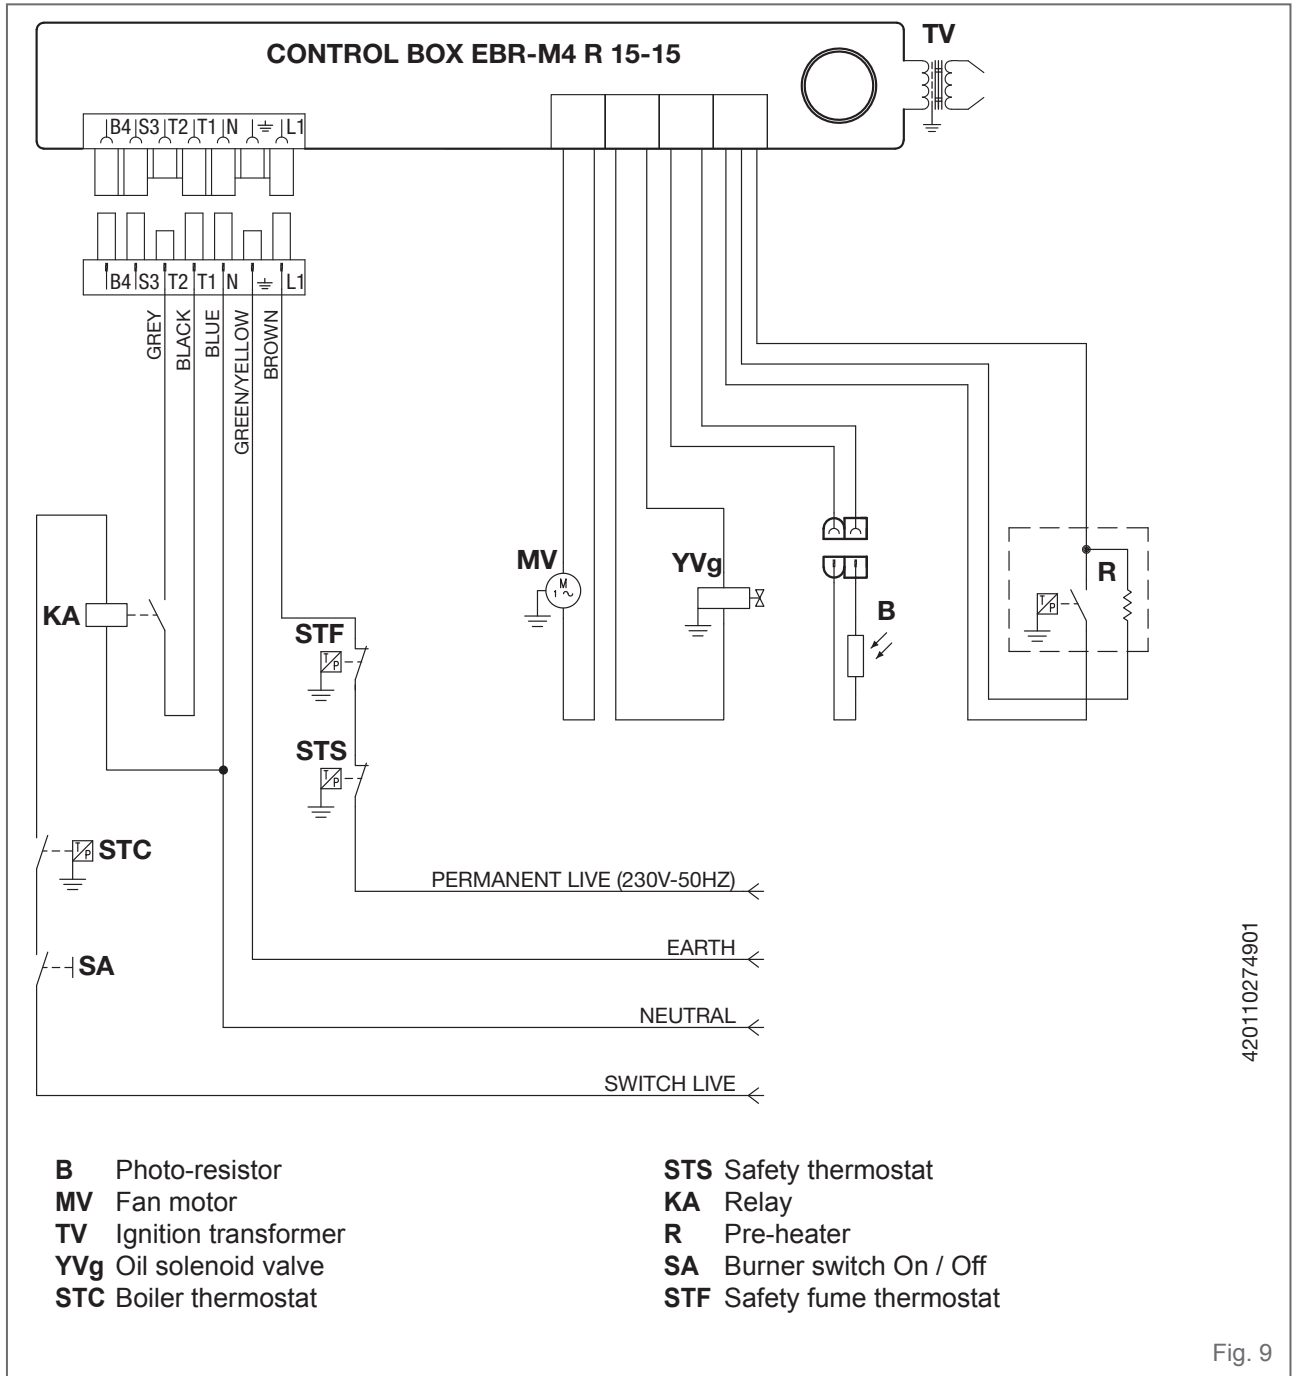 TV
CONTROL BOX EBR-M4 R 15-15
B4 S3 T2 T1 N L1
B4 S3 T2 T1 N L1
GREY
BLACK
BLUE
GREEN/YELLOW
BROWN
MV
M
1 ~
YVg
B
R
T/P
KA
STF
T/P
STS
T/P
STC
T/P
SA
PERMANENT LIVE (230V-50HZ)
EARTH
NEUTRAL
SWITCH LIVE
420110274901
B Photo-resistor
MV Fan motor
TV Ignition transformer
YVg Oil solenoid valve
STC Boiler thermostat
STS Safety thermostat
KA Relay
R Pre-heater
SA Burner switch On / Off
STF Safety fume thermostat
Fig. 9